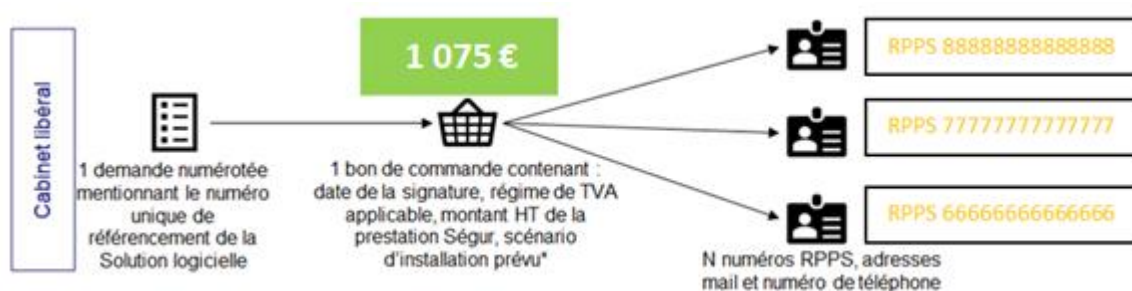 Cabinet libéral
1 075 €
1 demande numérotée
mentionnant le numéro
unique de
référencement de la
Solution logicielle
1 bon de commande contenant :
date de la signature, régime de TVA
applicable, montant HT de la
prestation Ségur, scénario
d'installation prévu*
RPPS 88888888888888
RPPS 77777777777777
RPPS 66666666666666
N numéros RPPS, adresses
mail et numéro de téléphone